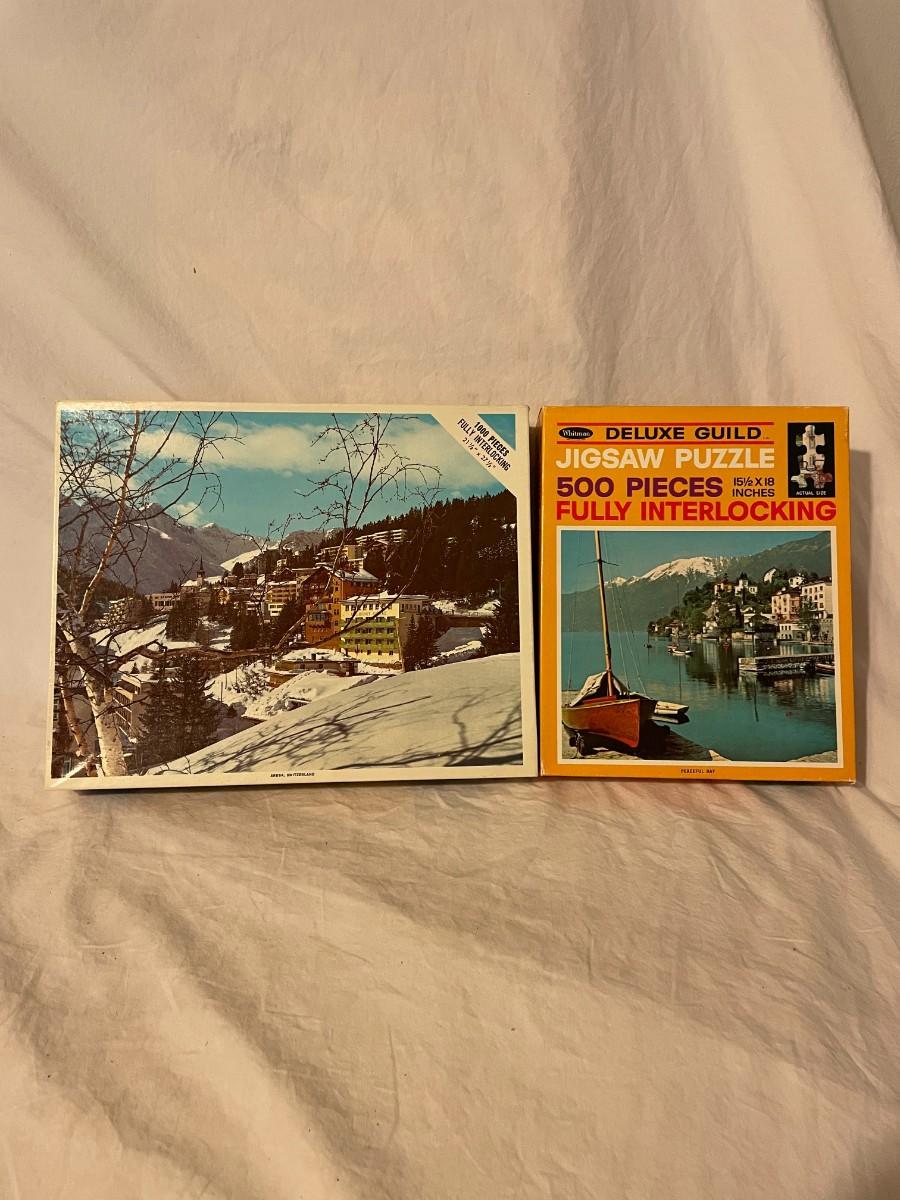 1000 PIECES
FULLY INTERLOCKING
AROSA, SWITZERLAND
Whitman
DELUXE GUILD
JIGSAW PUZZLE
500 PIECES
15½ X 18
INCHES
FULLY INTERLOCKING
ACTUAL SIZE
PEACEFUL BAY